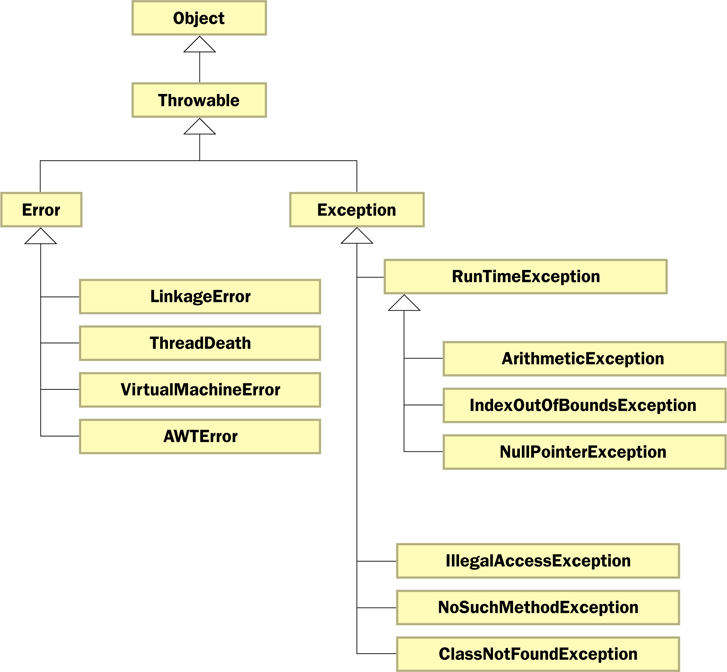 Object
Throwable
Error
Exception
LinkageError
ThreadDeath
VirtualMachineError
AWTError
RunTimeException
ArithmeticException
IndexOutOfBoundsException
NullPointerException
IllegalAccessException
NoSuchMethodException
ClassNotFoundException